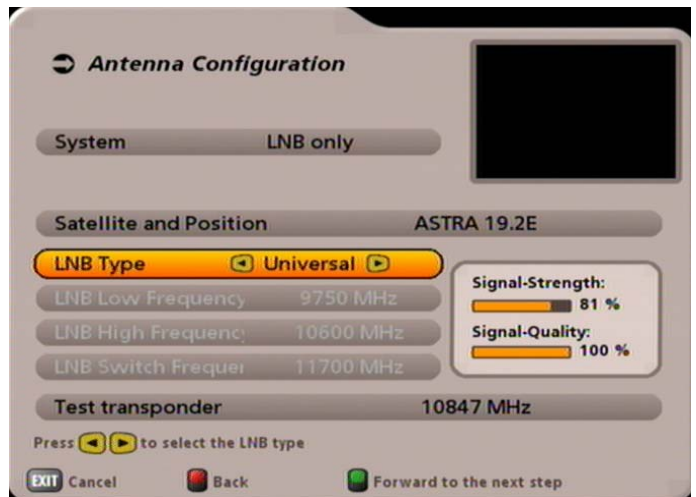 Antenna Configuration
System LNB only
Satellite and Position ASTRA 19.2E
LNB Type Universal
LNB Low Frequency 9750 MHz
LNB High Frequenc 10600 MHz
LNB Switch Frequer 11700 MHz
Signal-Strength:
81 %
Signal-Quality:
100 %
Test transponder 10847 MHz
Press to select the LNB type
EXIT Cancel Back Forward to the next step